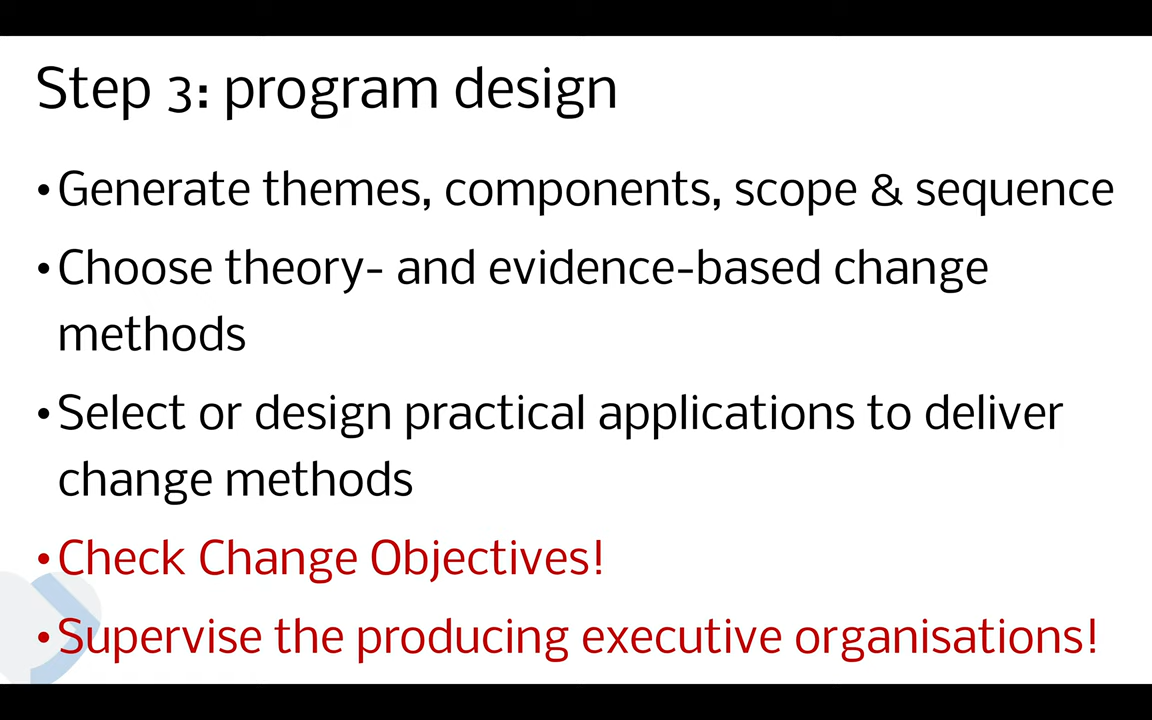 Step 3: program design
•Generate themes, components, scope & sequence
•Choose theory- and evidence-based change
methods
•Select or design practical applications to deliver
change methods
•Check Change Objectives!
•Supervise the producing executive organisations!